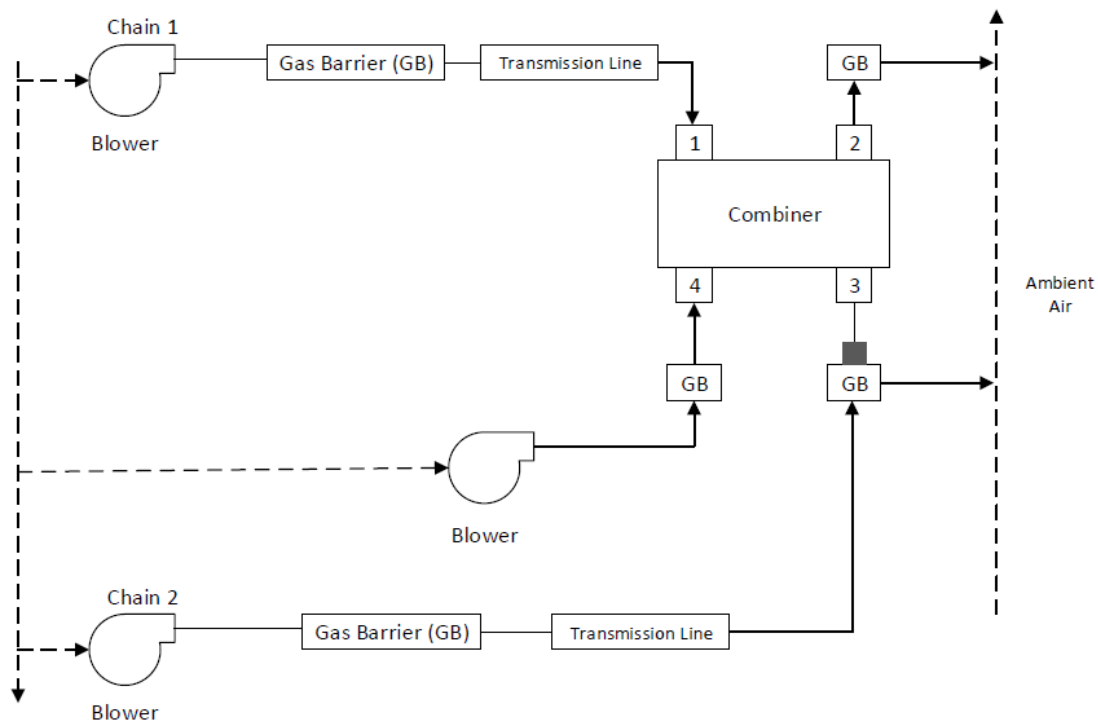 Chain 1
Gas Barrier (GB)
Transmission Line
GB
Blower
1
2
Combiner
4
3
Ambient
Air
GB
GB
Blower
Chain 2
Gas Barrier (GB)
Transmission Line
Blower